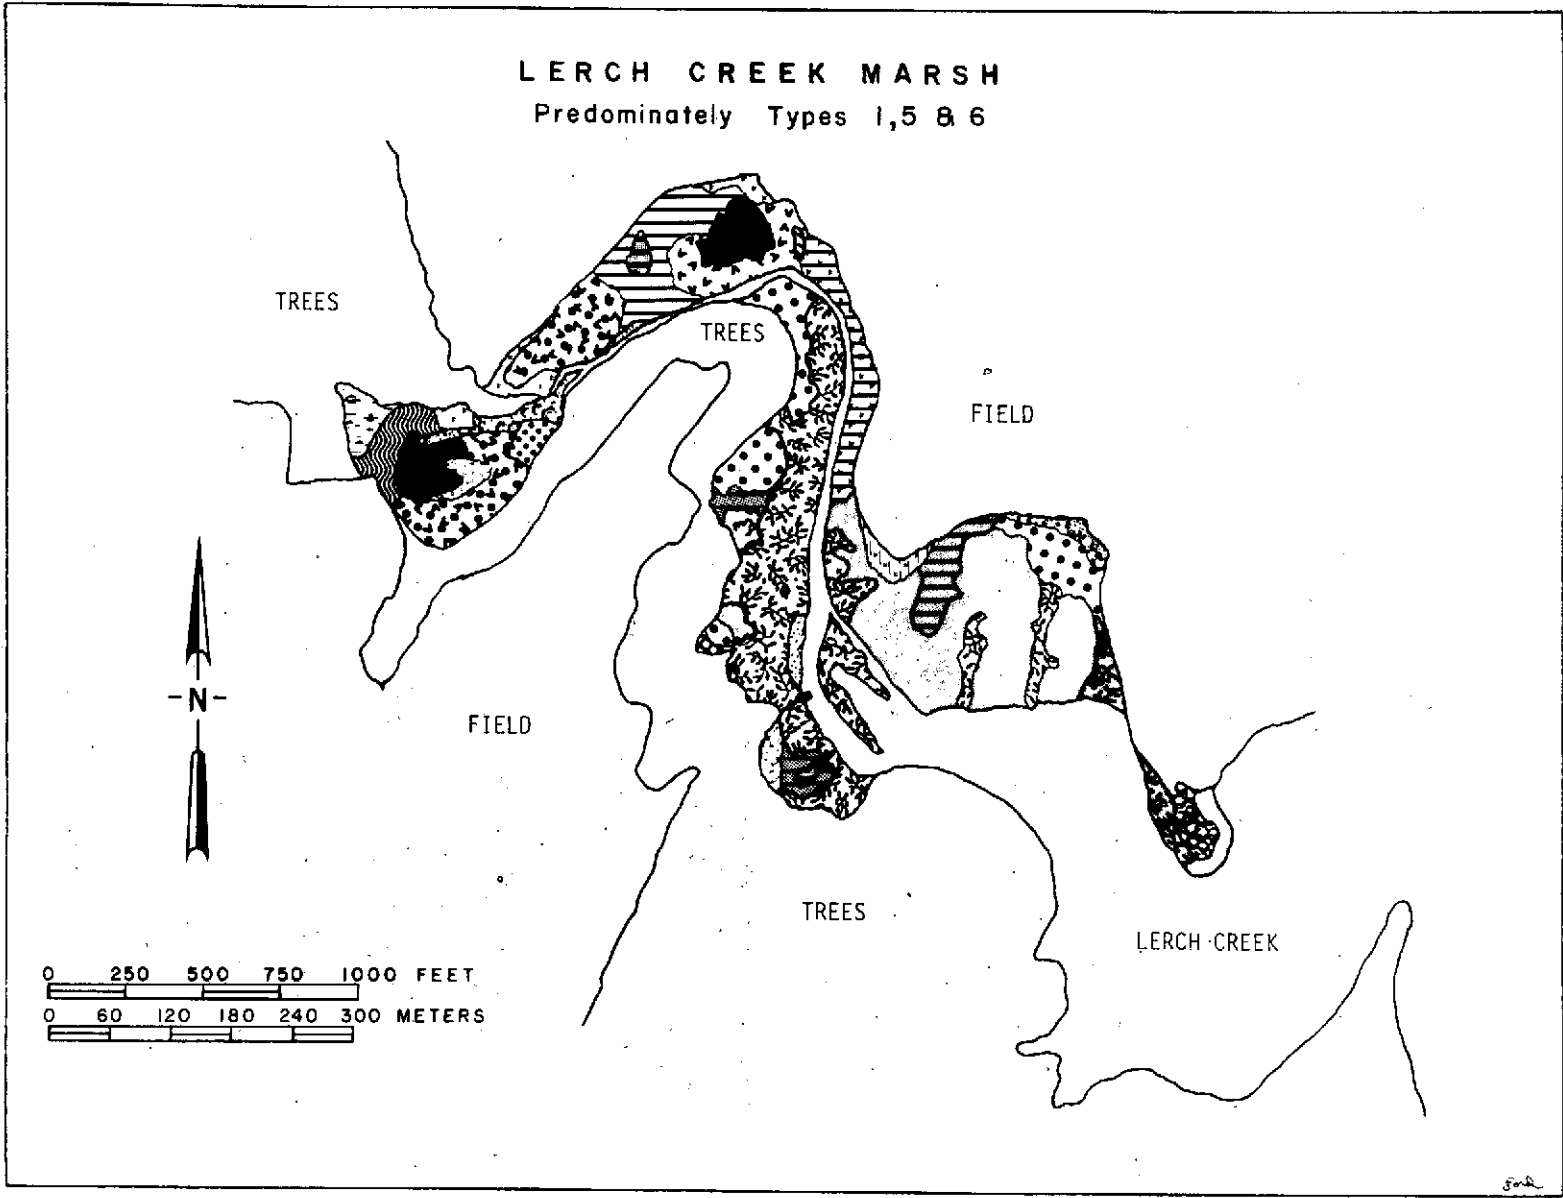 LERCH CREEK MARSH
Predominately Types 1,5 & 6
TREES
TREES
FIELD
-N-
FIELD
TREES
LERCH CREEK
0 250 500 750 1000 FEET
0 60 120 180 240 300 METERS